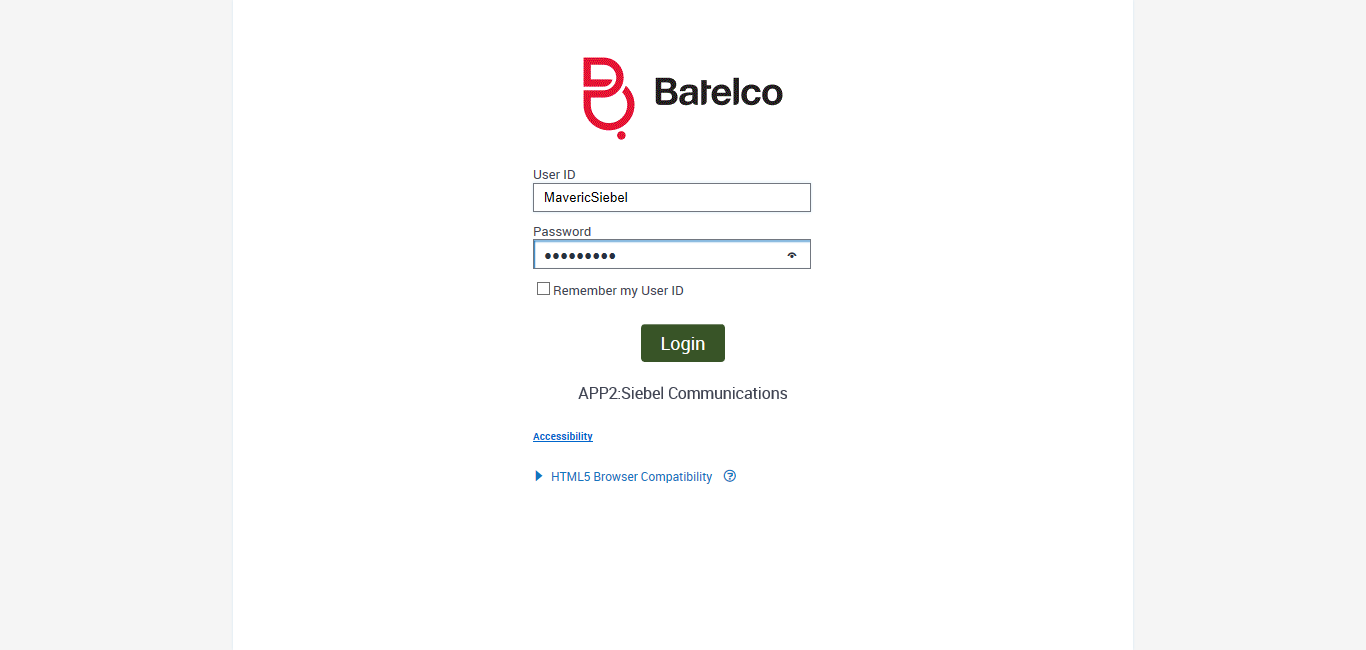 Batelco
User ID
MavericSiebel
Password
•••••••••
Remember my User ID
Login
APP2:Siebel Communications
Accessibility
HTML5 Browser Compatibility ?